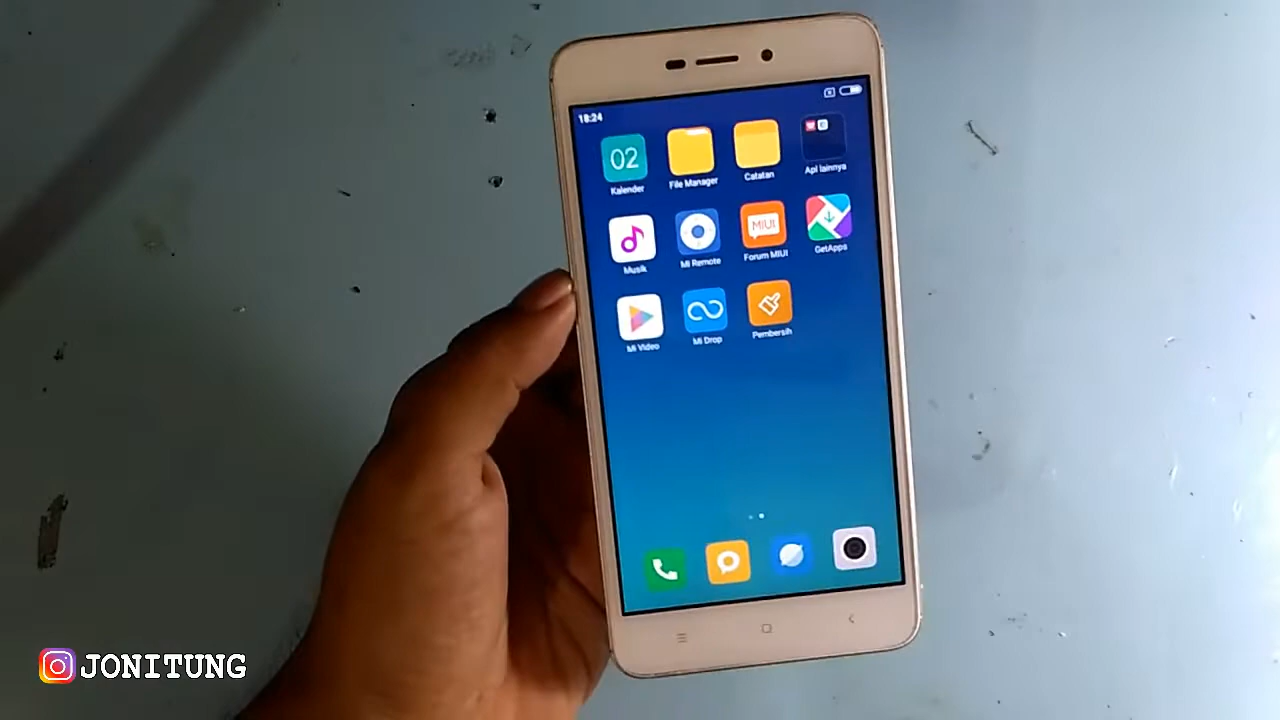 18:24
02
Kalender
File Manager
Catatan
Apl lainnya
Musik
Mi Remote
MIUI
Forum MIUI
GetApps
Mi Video
Mi Drop
Pembersih
JONITUNG